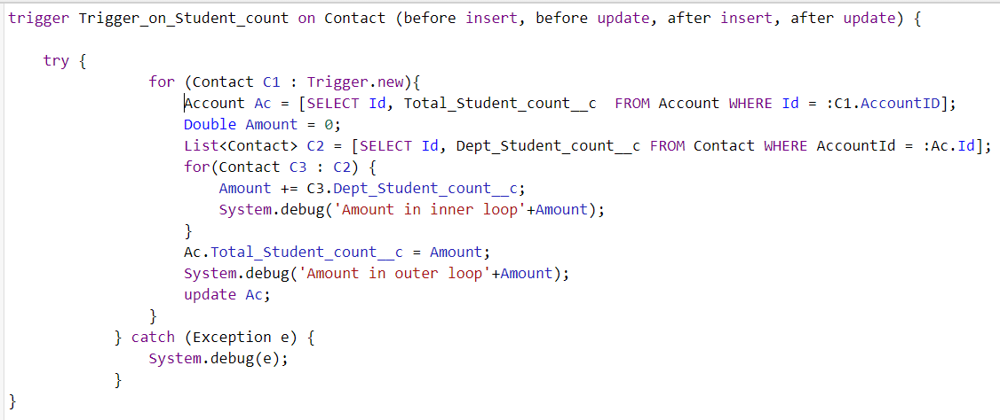 trigger Trigger_on_Student_count on Contact (before insert, before update, after insert, after update) {
try {
for (Contact C1 : Trigger.new){
Account Ac = [SELECT Id, Total_Student_count__c  FROM Account WHERE Id = :C1.AccountID];
Double Amount = 0;
List<Contact> C2 = [SELECT Id, Dept_Student_count__c FROM Contact WHERE AccountId = :Ac.Id];
for(Contact C3 : C2) {
Amount += C3.Dept_Student_count__c;
System.debug('Amount in inner loop'+Amount);
}
Ac.Total_Student_count__c = Amount;
System.debug('Amount in outer loop'+Amount);
update Ac;
}
} catch (Exception e) {
System.debug(e);
}
}